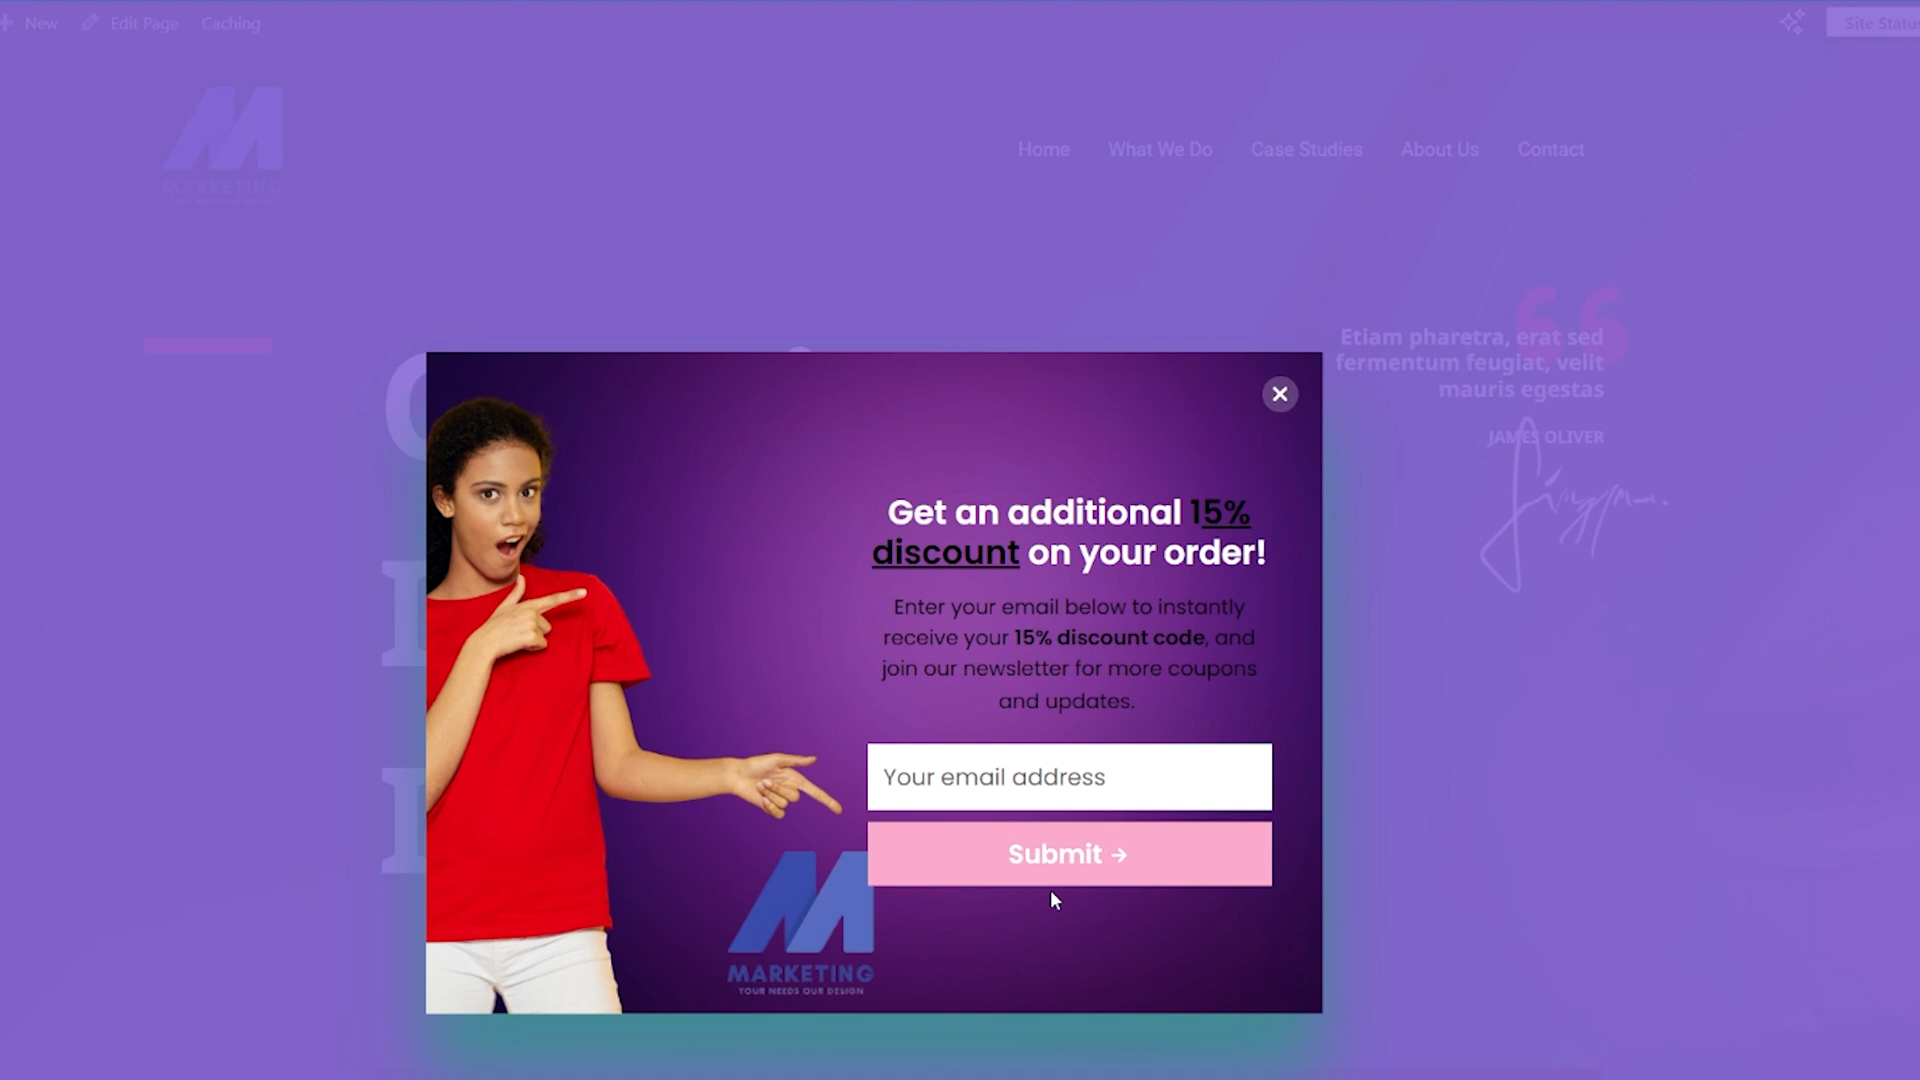 New Edit Page Caching Site Status
MARKETING
Home What We Do Case Studies About Us Contact
Etiam pharetra, erat sed
fermentum feugiat, velit
mauris egestas
JAMES OLIVER
Get an additional 15%
discount on your order!
Enter your email below to instantly
receive your 15% discount code, and
join our newsletter for more coupons
and updates.
Your email address
Submit →
MARKETING
YOUR NEEDS OUR DESIGN